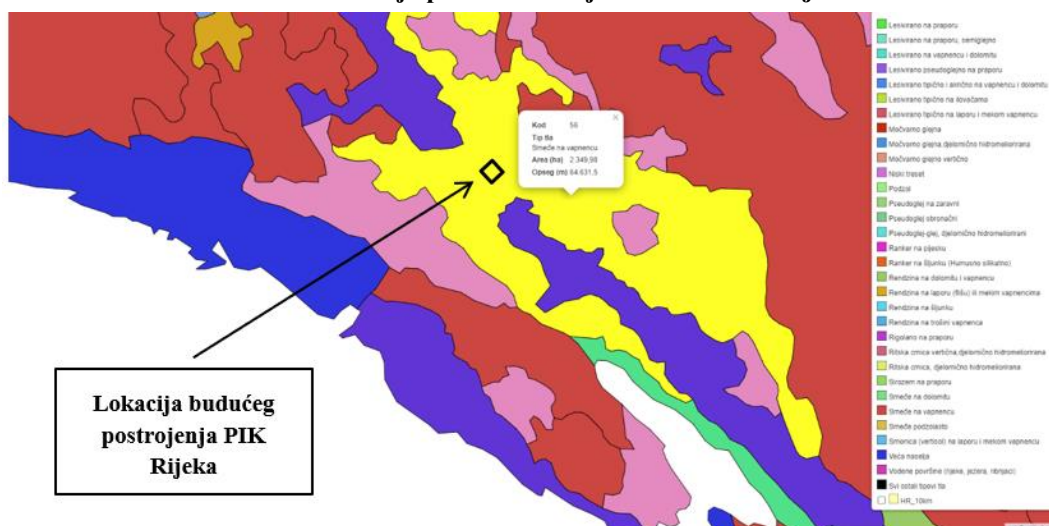 Kod 56
Tip tla
Smeđe na vapnencu
Area (ha) 2.349,98
Opseg (m) 64.631,5
Lokacija budućeg
postrojenja PIK
Rijeka
Lesivirano na praporu
Lesivirano na praporu, semiglejno
Lesivirano na vapnencu i dolomitu
Lesivirano pseudoglejno na praporu
Lesivirano tipično i akrično na vapnencu i dolomitu
Lesivirano tipično na ilovačama
Lesivirano tipično na laporu i mekom vapnencu
Močvarno glejna
Močvarno glejna, djelomično hidromeliorirana
Močvarno glejno vertično
Niski treset
Podzol
Pseudoglej na zaravni
Pseudoglej obronačni
Pseudoglej-glej, djelomično hidromeliorirani
Ranker na pijesku
Ranker na šljunku (Humusno silikatno)
Rendzina na dolomitu i vapnencu
Rendzina na laporu (flišu) ili mekim vapnencima
Rendzina na šljunku
Rendzina na trošini vapnenca
Rigolano na praporu
Ritska crnica vertična, djelomično hidromeliorirana
Ritska crnica, djelomično hidromeliorirana
Sirozem na praporu
Smeđe na dolomitu
Smeđe na vapnencu
Smeđe podzolasto
Smonica (vertisol) na laporu i mekom vapnencu
Veća naselja
Vodene površine (rijeke, jezera, ribnjaci)
Svi ostali tipovi tla
HR_10km